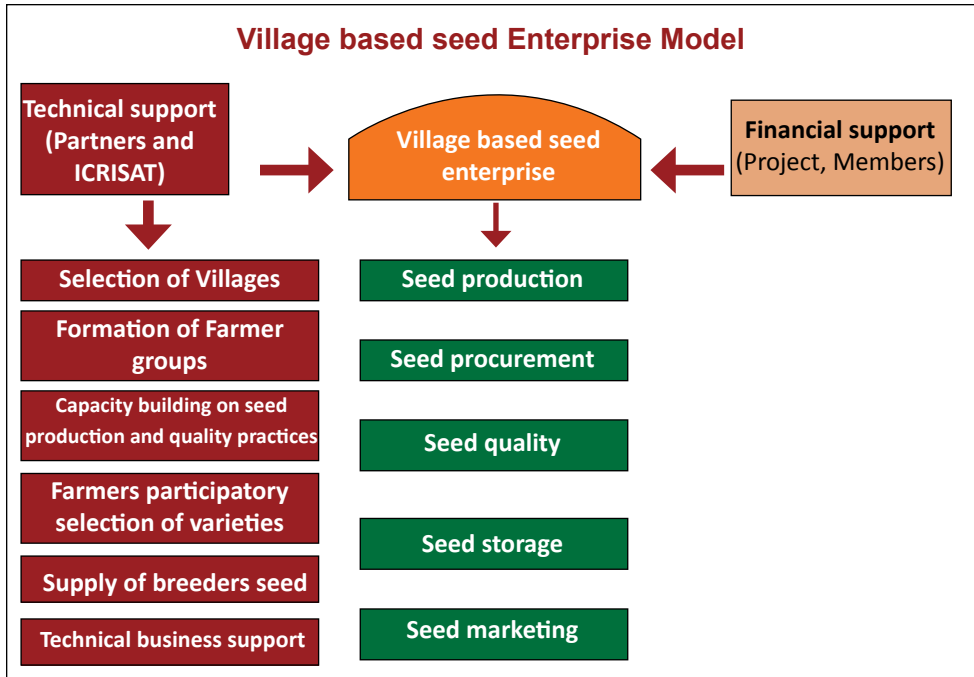 Village based seed Enterprise Model
Technical support
(Partners and
ICRISAT)
Village based seed
enterprise
Financial support
(Project, Members)
Selection of Villages
Formation of Farmer
groups
Capacity building on seed
production and quality practices
Farmers participatory
selection of varieties
Supply of breeders seed
Technical business support
Seed production
Seed procurement
Seed quality
Seed storage
Seed marketing